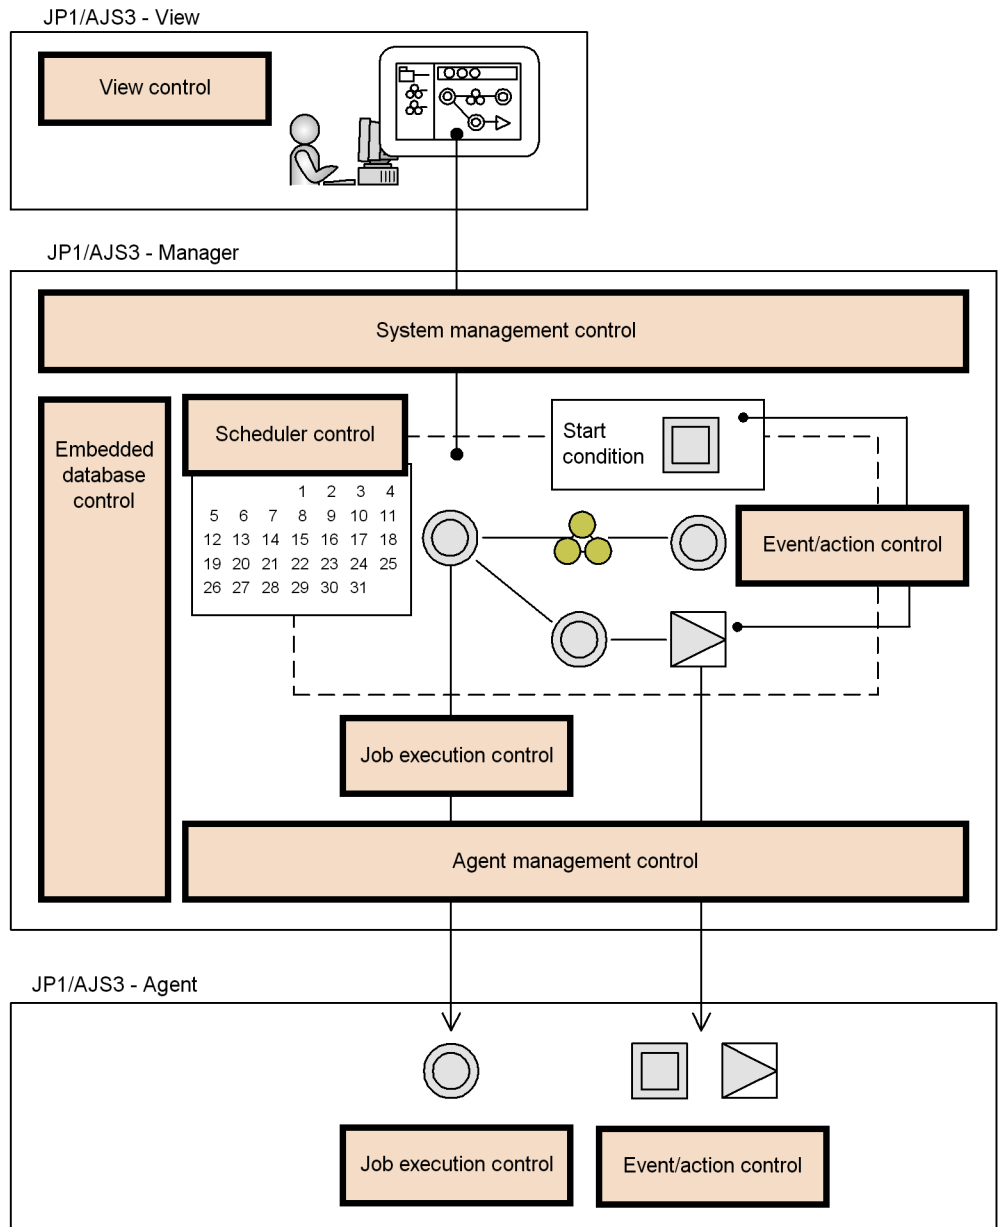 JP1/AJS3 - View
View control
JP1/AJS3 - Manager
System management control
Embedded
database
control
Scheduler control
1 2 3 4
5 6 7 8 9 10 11
12 13 14 15 16 17 18
19 20 21 22 23 24 25
26 27 28 29 30 31
Start
condition
Event/action control
Job execution control
Agent management control
JP1/AJS3 - Agent
Job execution control
Event/action control